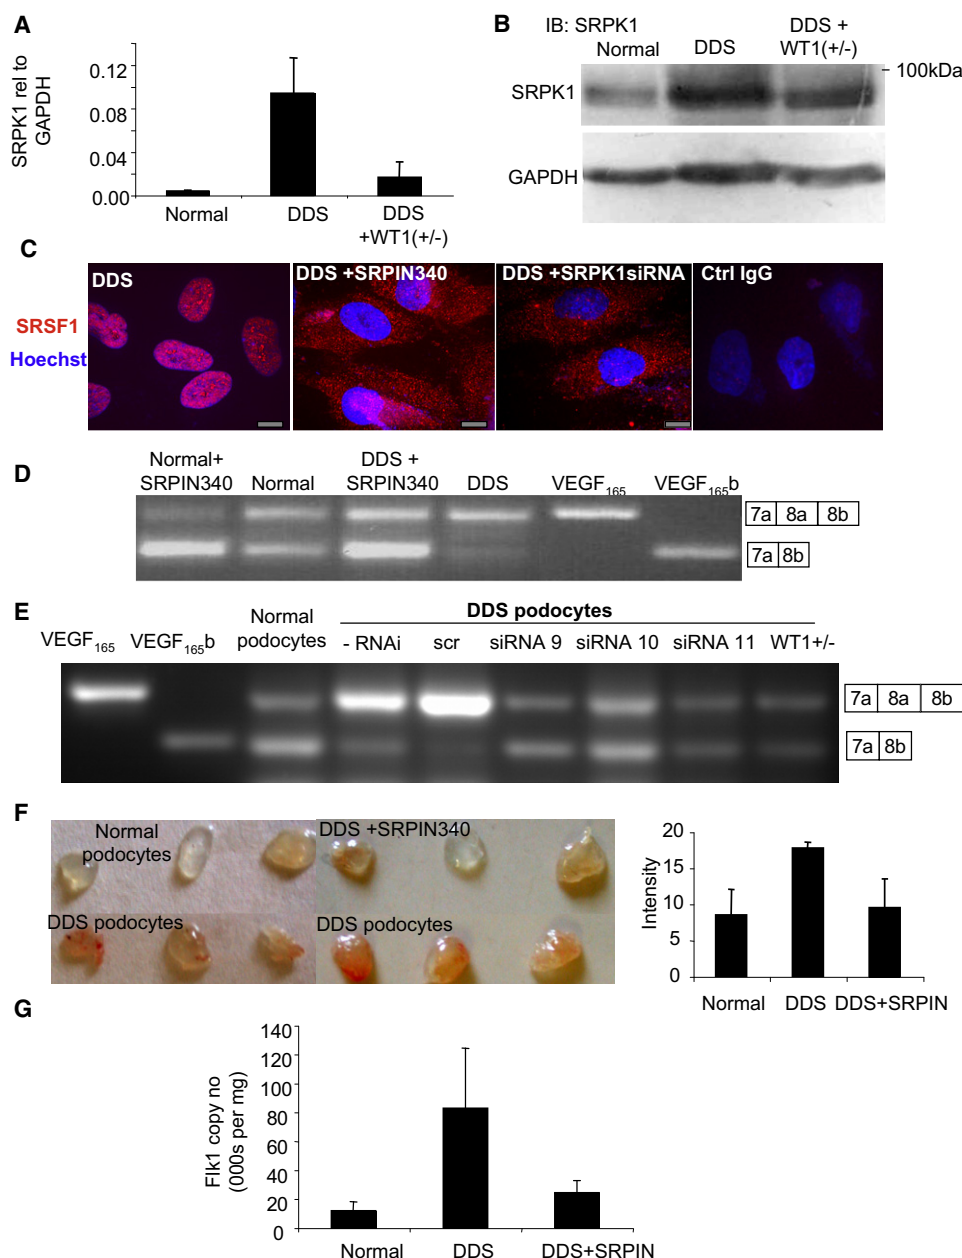 A
SRPK1 rel to
GAPDH
0.12
0.08
0.04
0.00
Normal
DDS
DDS
+WT1(+/-)
B
IB: SRPK1
Normal
DDS
DDS +
WT1(+/-)
100kDa
SRPK1
GAPDH
C
SRSF1
Hoechst
DDS
DDS +SRPIN340
DDS +SRPK1siRNA
Ctrl IgG
D
Normal+
SRPIN340
Normal
DDS +
SRPIN340
DDS
VEGF165
VEGF165b
7a 8a 8b
7a 8b
E
VEGF165
VEGF165b
Normal
podocytes
DDS podocytes
- RNAi
scr
siRNA 9
siRNA 10
siRNA 11
WT1+/-
7a 8a 8b
7a 8b
F
Normal
podocytes
DDS +SRPIN340
DDS podocytes
DDS podocytes
Intensity
20
15
10
5
0
Normal
DDS
DDS+SRPIN
G
Flk1 copy no
(000s per mg)
140
120
100
80
60
40
20
0
Normal
DDS
DDS+SRPIN